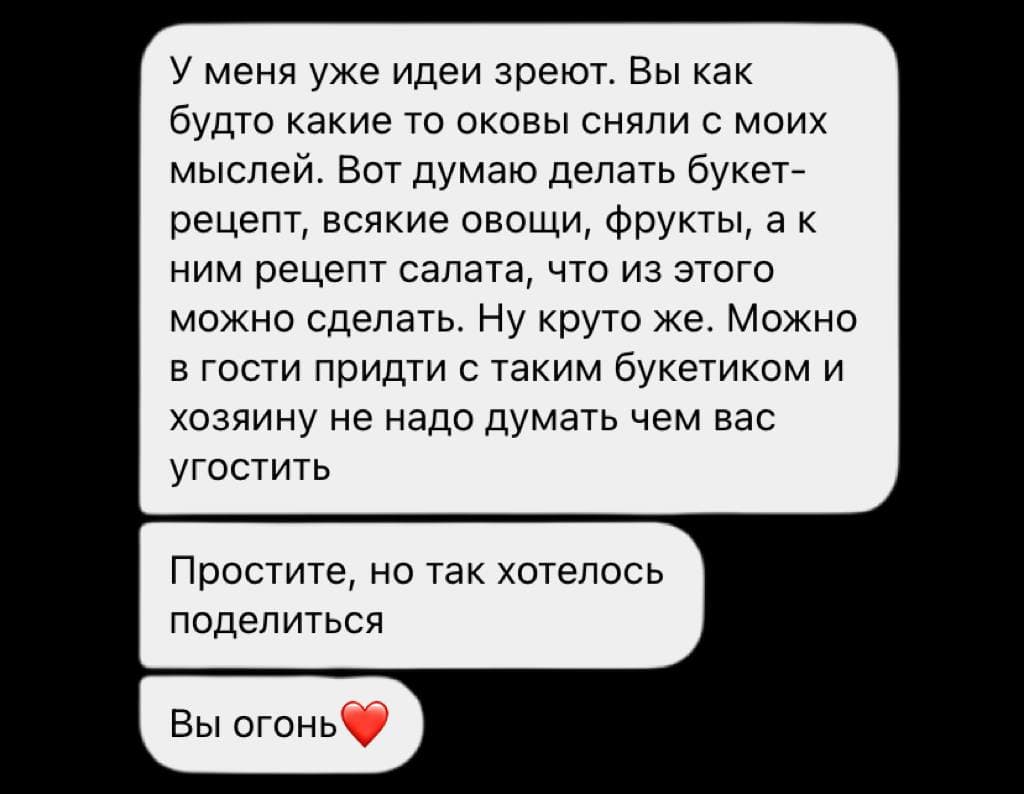 У меня уже идеи зреют. Вы как
будто какие то оковы сняли с моих
мыслей. Вот думаю делать букет-
рецепт, всякие овощи, фрукты, а к
ним рецепт салата, что из этого
можно сделать. Ну круто же. Можно
в гости придти с таким букетиком и
хозяину не надо думать чем вас
угостить
Простите, но так хотелось
поделиться
Вы огонь❤️